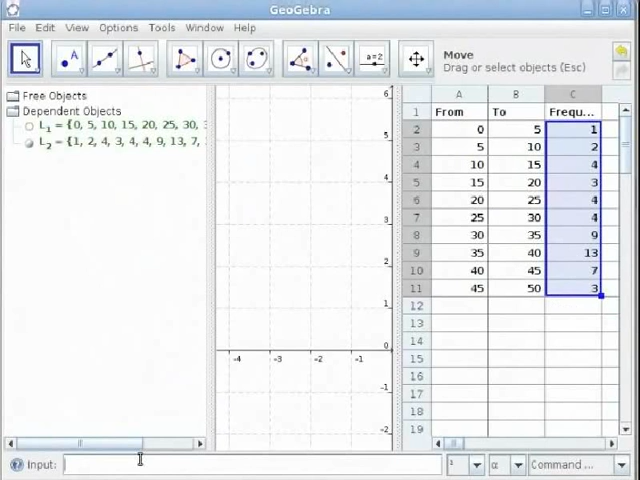 GeoGebra
File Edit View Options Tools Window Help
A
a=2
Move
Drag or select objects (Esc)
Free Objects
Dependent Objects
L1 = {0, 5, 10, 15, 20, 25, 30,
L2 = {1, 2, 4, 3, 4, 4, 9, 13, 7,
6
5
4
3
2
1
0
-4 -3 -2 -1
-1
-2
A B C
1 From To Frequ...
2 0 5 1
3 5 10 2
4 10 15 4
5 15 20 3
6 20 25 4
7 25 30 4
8 30 35 9
9 35 40 13
10 40 45 7
11 45 50 3
12
13
14
15
16
17
18
19
Input:
1 α Command ...